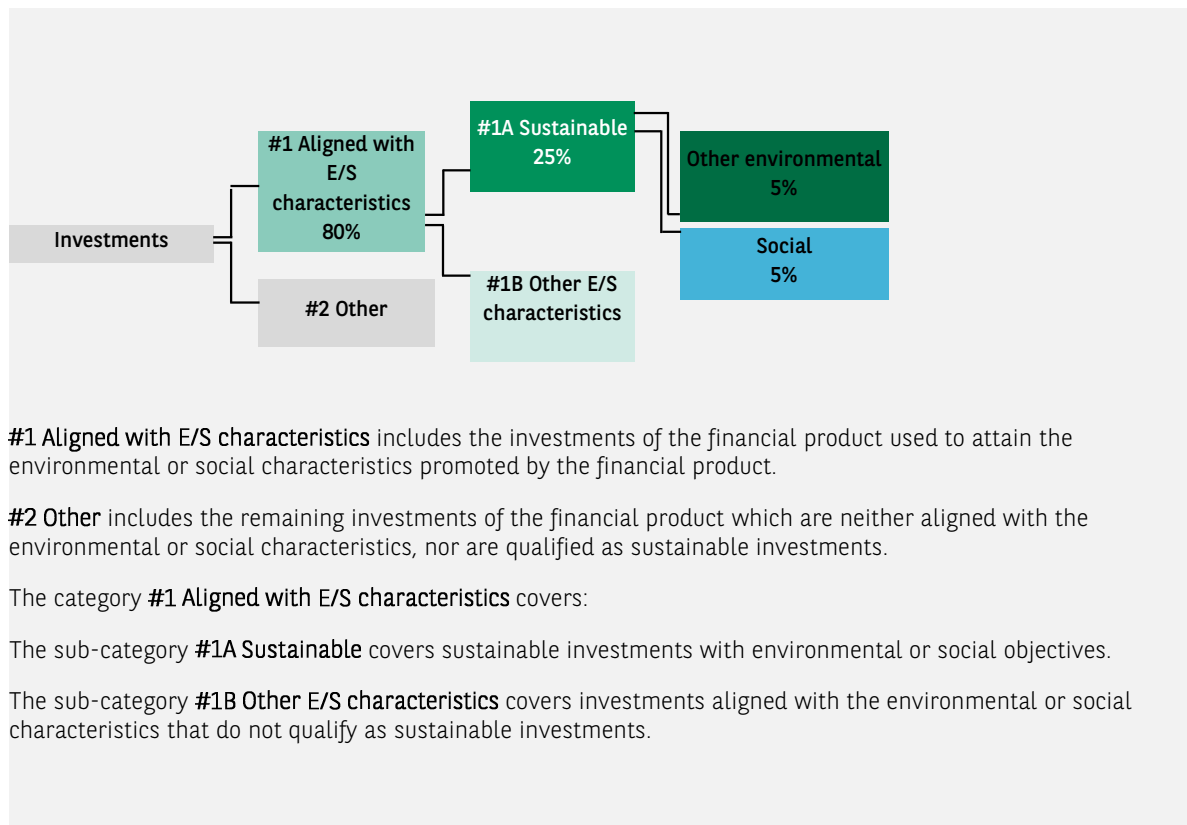 #1A Sustainable
25%
#1 Aligned with
E/S
characteristics
80%
Other environmental
5%
Investments
Social
5%
#1B Other E/S
characteristics
#2 Other
#1 Aligned with E/S characteristics includes the investments of the financial product used to attain the
environmental or social characteristics promoted by the financial product.
#2 Other includes the remaining investments of the financial product which are neither aligned with the
environmental or social characteristics, nor are qualified as sustainable investments.
The category #1 Aligned with E/S characteristics covers:
The sub-category #1A Sustainable covers sustainable investments with environmental or social objectives.
The sub-category #1B Other E/S characteristics covers investments aligned with the environmental or social
characteristics that do not qualify as sustainable investments.